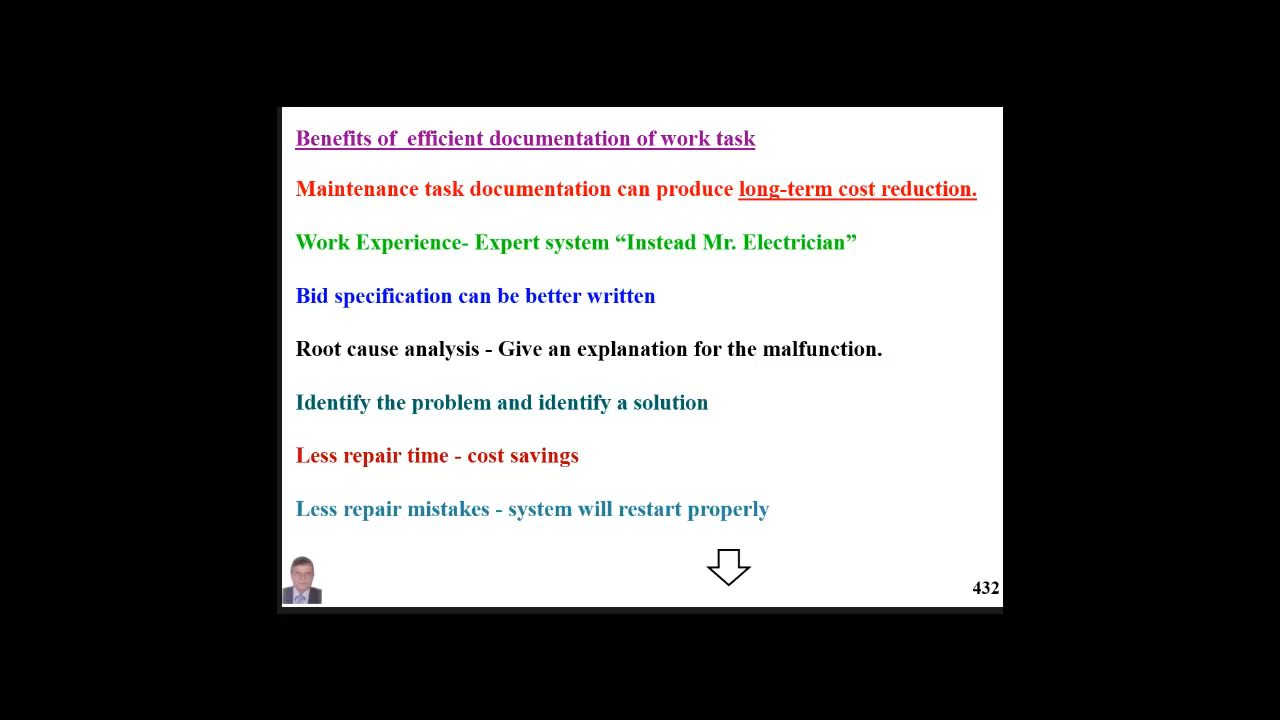 Benefits of efficient documentation of work task
Maintenance task documentation can produce long-term cost reduction.
Work Experience- Expert system “Instead Mr. Electrician”
Bid specification can be better written
Root cause analysis - Give an explanation for the malfunction.
Identify the problem and identify a solution
Less repair time - cost savings
Less repair mistakes - system will restart properly
432